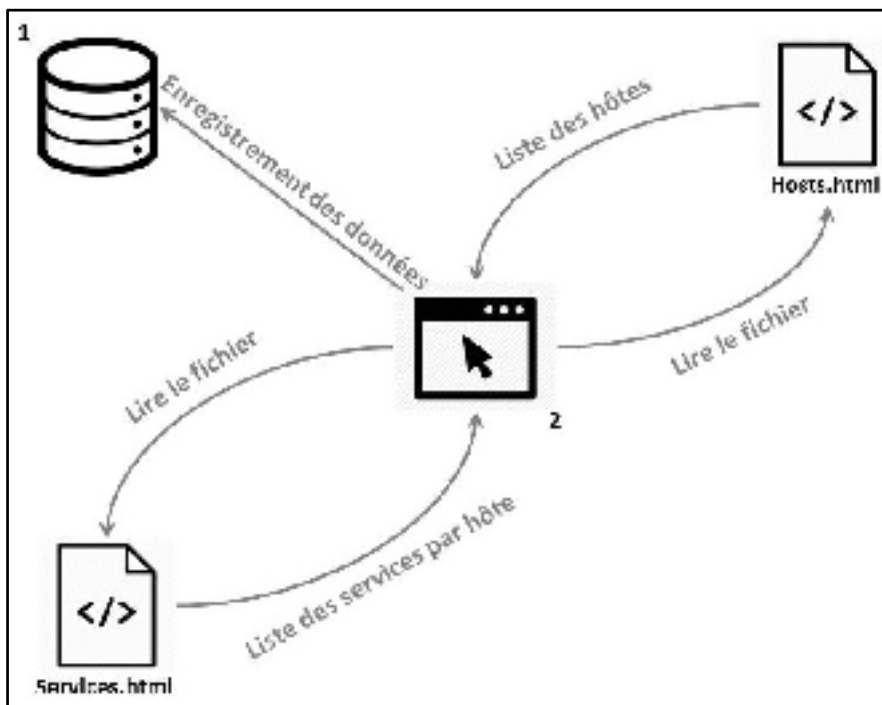 1
Enregistrement des données
Liste des hôtes
</>
Hosts.html
Lire le fichier
Lire le fichier
2
Liste des services par hôte
</>
Services.html